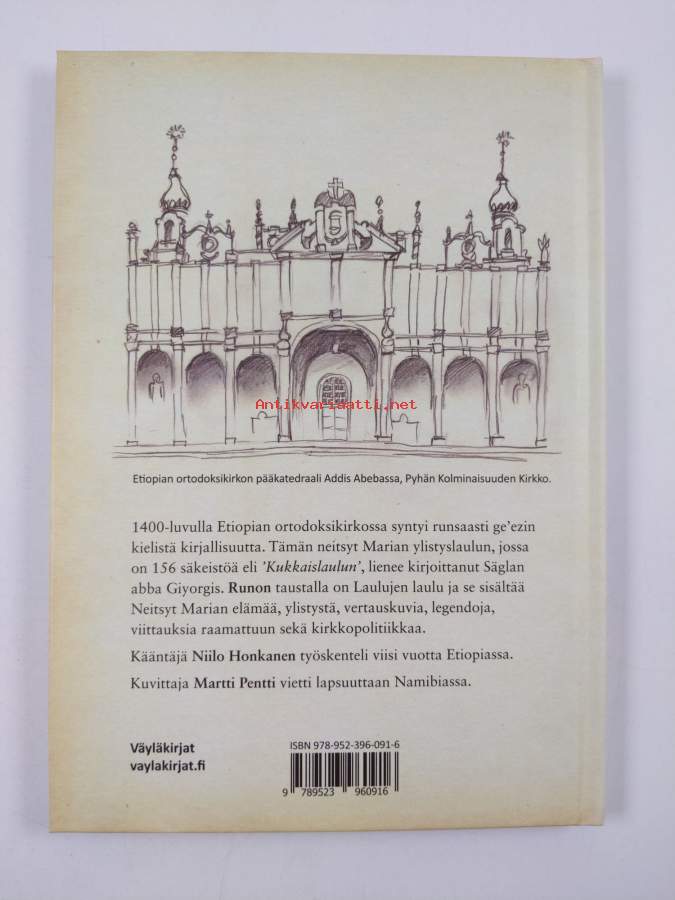 Antikvariaatti.net
Etiopian ortodoksikirkon pääkatedraali Addis Abebassa, Pyhän Kolminaisuuden Kirkko.
1400-luvulla Etiopian ortodoksikirkossa syntyi runsaasti ge'ezin
kielistä kirjallisuutta. Tämän neitsyt Marian ylistyslaulun, jossa
on 156 säkeistöä eli 'Kukkaislaulun', lienee kirjoittanut Säglan
abba Giyorgis. Runon taustalla on Laulujen laulu ja se sisältää
Neitsyt Marian elämää, ylistystä, vertauskuvia, legendoja,
viittauksia raamattuun sekä kirkkopolitiikkaa.
Kääntäjä Niilo Honkanen työskenteli viisi vuotta Etiopiassa.
Kuvittaja Martti Pentti vietti lapsuuttaan Namibiassa.
Väyläkirjat
vaylakirjat.fi
ISBN 978-952-396-091-6
9 789523 960916